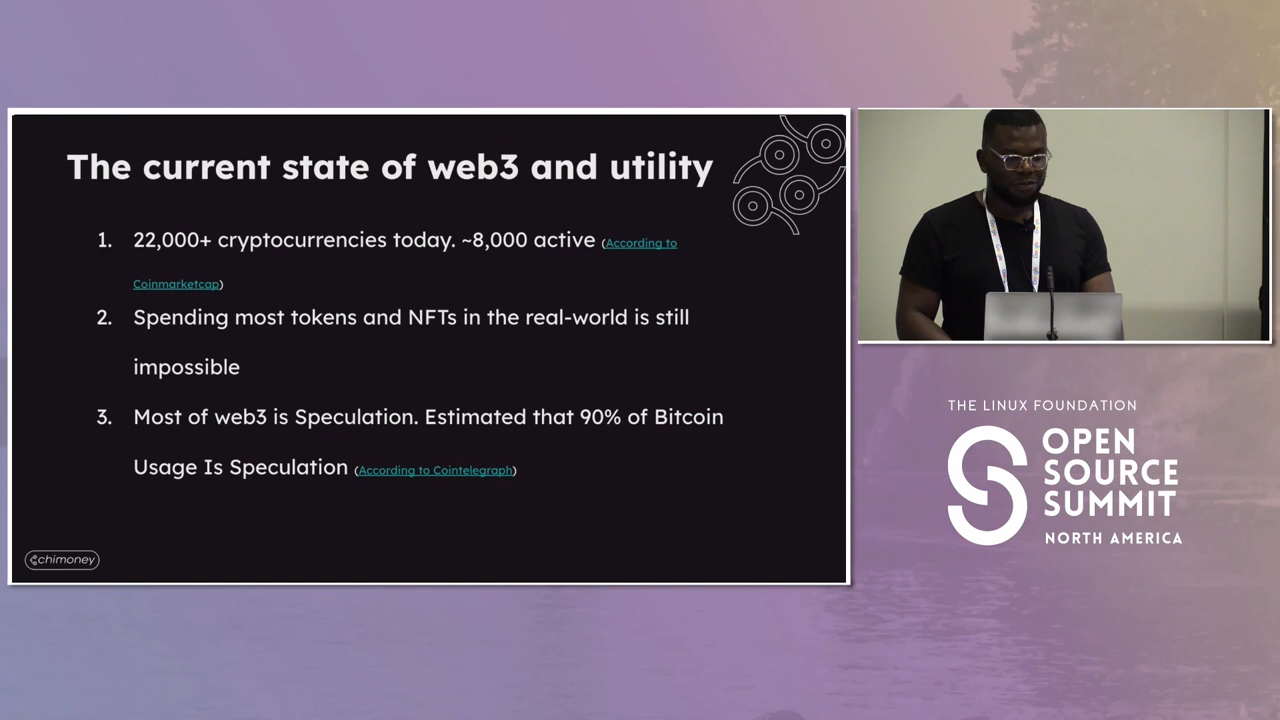 The current state of web3 and utility
1. 22,000+ cryptocurrencies today. ~8,000 active (According to
Coinmarketcap)
2. Spending most tokens and NFTs in the real-world is still
impossible
3. Most of web3 is Speculation. Estimated that 90% of Bitcoin
Usage Is Speculation (According to Cointelegraph)
chimoney
THE LINUX FOUNDATION
OPEN
SOURCE
SUMMIT
NORTH AMERICA